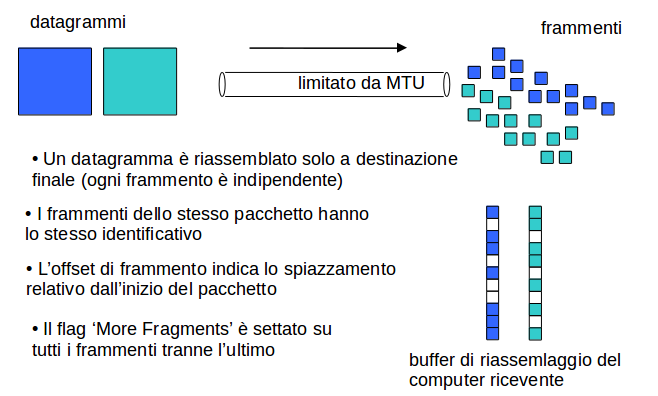 datagrammi
frammenti
limitato da MTU
• Un datagramma è riassemblato solo a destinazione
finale (ogni frammento è indipendente)
• I frammenti dello stesso pacchetto hanno
lo stesso identificativo
• L'offset di frammento indica lo spiazzamento
relativo dall'inizio del pacchetto
• Il flag ‘More Fragments’ è settato su
tutti i frammenti tranne l'ultimo
buffer di riassemlaggio del
computer ricevente